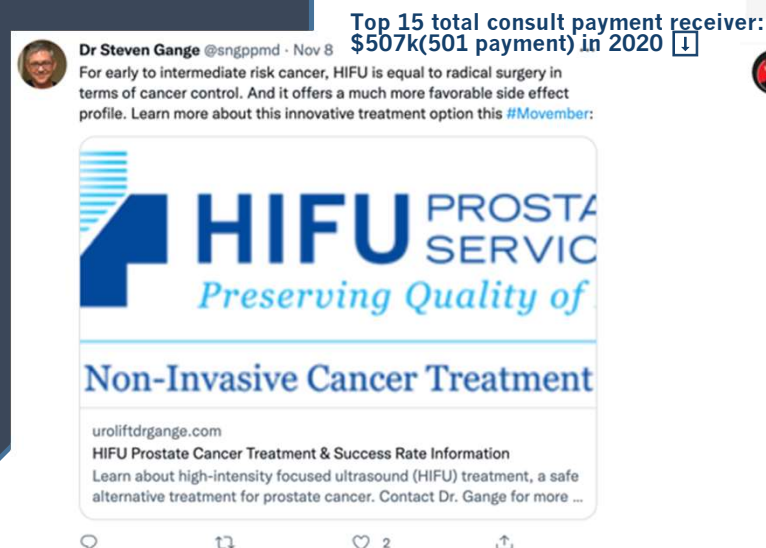 Top 15 total consult payment receiver:
$507k(501 payment) in 2020
Dr Steven Gange @sngppmd · Nov 8
For early to intermediate risk cancer, HIFU is equal to radical surgery in
terms of cancer control. And it offers a much more favorable side effect
profile. Learn more about this innovative treatment option this #Movember:
HIFU
PROSTA
SERVIC
Preserving Quality of
Non-Invasive Cancer Treatment
uroliftdrgange.com
HIFU Prostate Cancer Treatment & Success Rate Information
Learn about high-intensity focused ultrasound (HIFU) treatment, a safe
alternative treatment for prostate cancer. Contact Dr. Gange for more ...
2